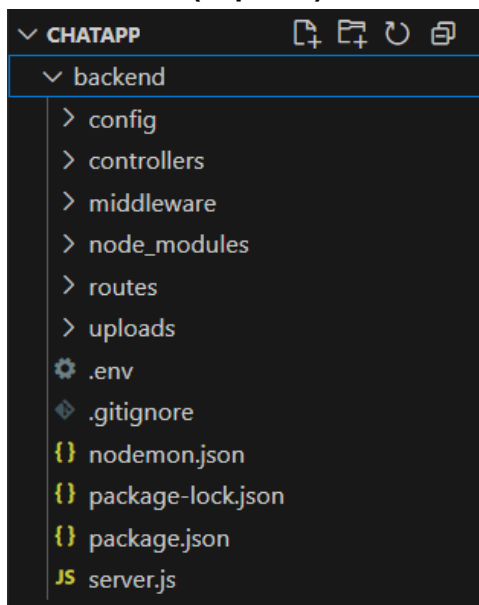 CHATAPP
backend
config
controllers
middleware
node_modules
routes
uploads
.env
.gitignore
{} nodemon.json
{} package-lock.json
{} package.json
JS server.js